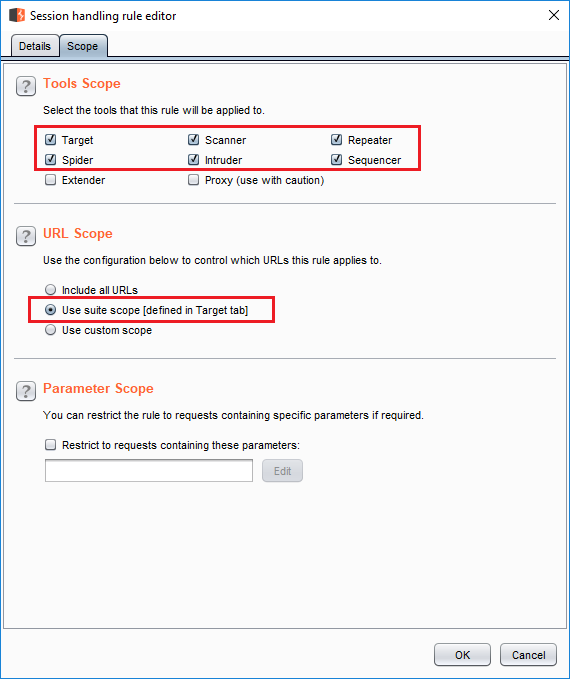 Session handling rule editor
Details Scope
? Tools Scope
Select the tools that this rule will be applied to.
Target Scanner Repeater
Spider Intruder Sequencer
Extender Proxy (use with caution)
? URL Scope
Use the configuration below to control which URLs this rule applies to.
Include all URLs
Use suite scope [defined in Target tab]
Use custom scope
? Parameter Scope
You can restrict the rule to requests containing specific parameters if required.
Restrict to requests containing these parameters:
Edit
OK Cancel